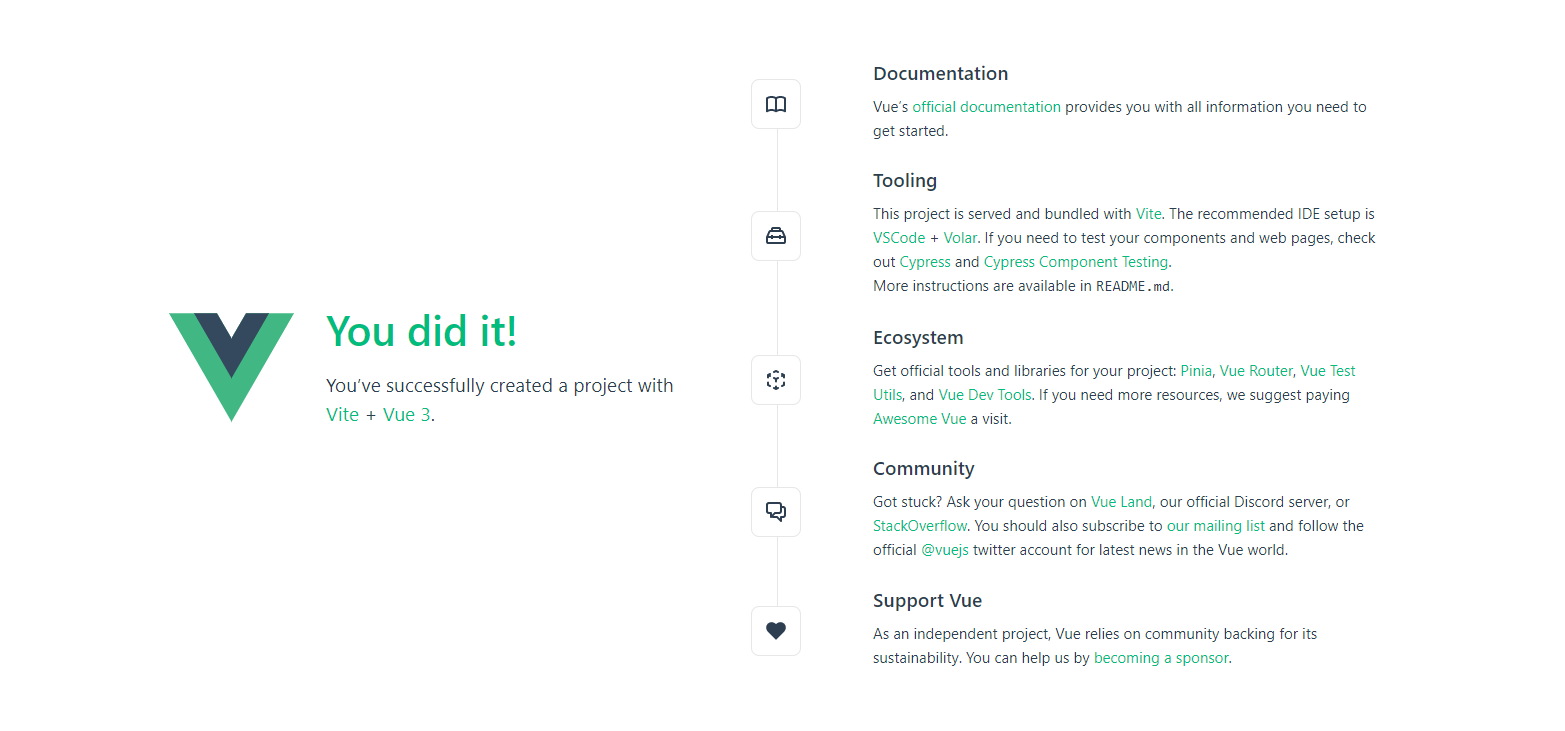 You did it!
You’ve successfully created a project with
Vite + Vue 3.
Documentation
Vue’s official documentation provides you with all information you need to
get started.
Tooling
This project is served and bundled with Vite. The recommended IDE setup is
VSCode + Volar. If you need to test your components and web pages, check
out Cypress and Cypress Component Testing.
More instructions are available in README.md.
Ecosystem
Get official tools and libraries for your project: Pinia, Vue Router, Vue Test
Utils, and Vue Dev Tools. If you need more resources, we suggest paying
Awesome Vue a visit.
Community
Got stuck? Ask your question on Vue Land, our official Discord server, or
StackOverflow. You should also subscribe to our mailing list and follow the
official @vuejs twitter account for latest news in the Vue world.
Support Vue
As an independent project, Vue relies on community backing for its
sustainability. You can help us by becoming a sponsor.